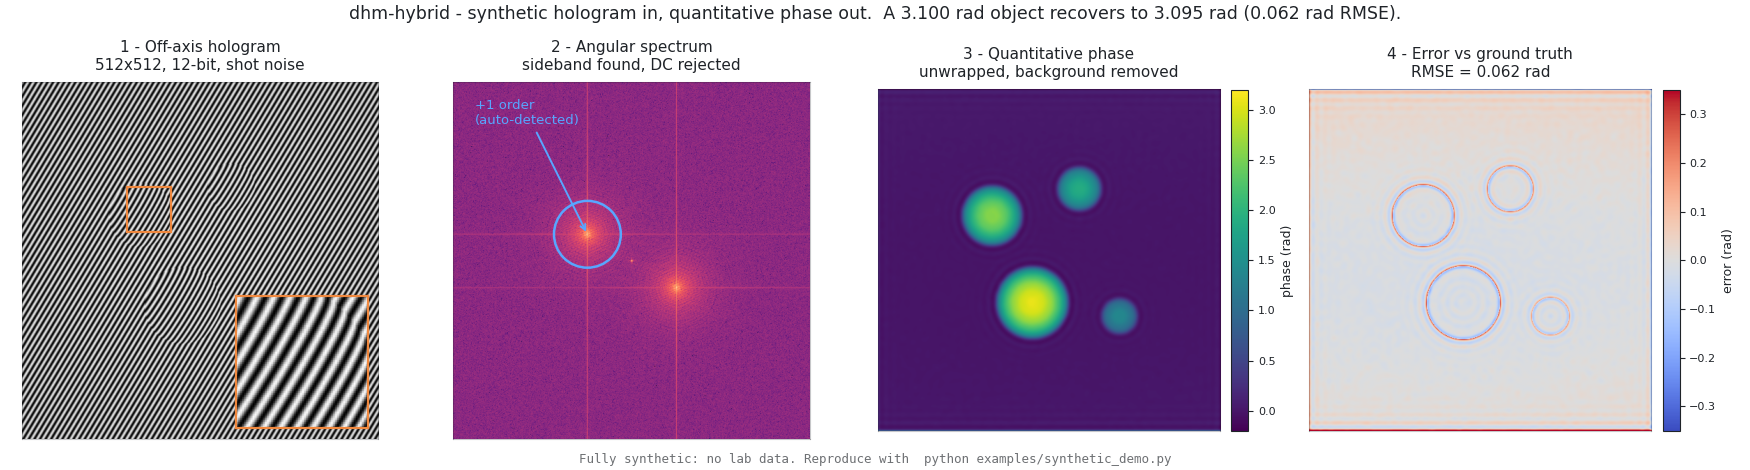 dhm-hybrid - synthetic hologram in, quantitative phase out.  A 3.100 rad object recovers to 3.095 rad (0.062 rad RMSE).
1 - Off-axis hologram
512x512, 12-bit, shot noise
2 - Angular spectrum
sideband found, DC rejected
+1 order
(auto-detected)
3 - Quantitative phase
unwrapped, background removed
3.0
2.5
2.0
1.5
1.0
0.5
0.0
phase (rad)
4 - Error vs ground truth
RMSE = 0.062 rad
0.3
0.2
0.1
0.0
−0.1
−0.2
−0.3
error (rad)
Fully synthetic: no lab data. Reproduce with  python examples/synthetic_demo.py